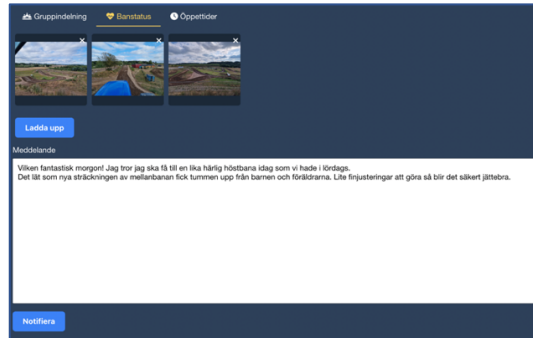 Gruppindelning Banstatus Öppettider
Ladda upp
Meddelande
Vilken fantastisk morgon! Jag tror jag ska få till en lika härlig höstbana idag som vi hade i lördags.
Det lät som nya sträckningen av mellanbanan fick tummen upp från barnen och föräldrarna. Lite finjusteringar att göra så blir det säkert jättebra.
Notifiera